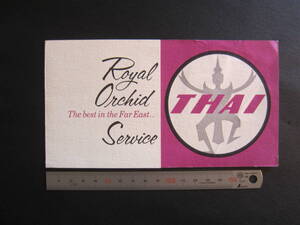 Royal
Orchid
The best in the Far East...
Service
THAI